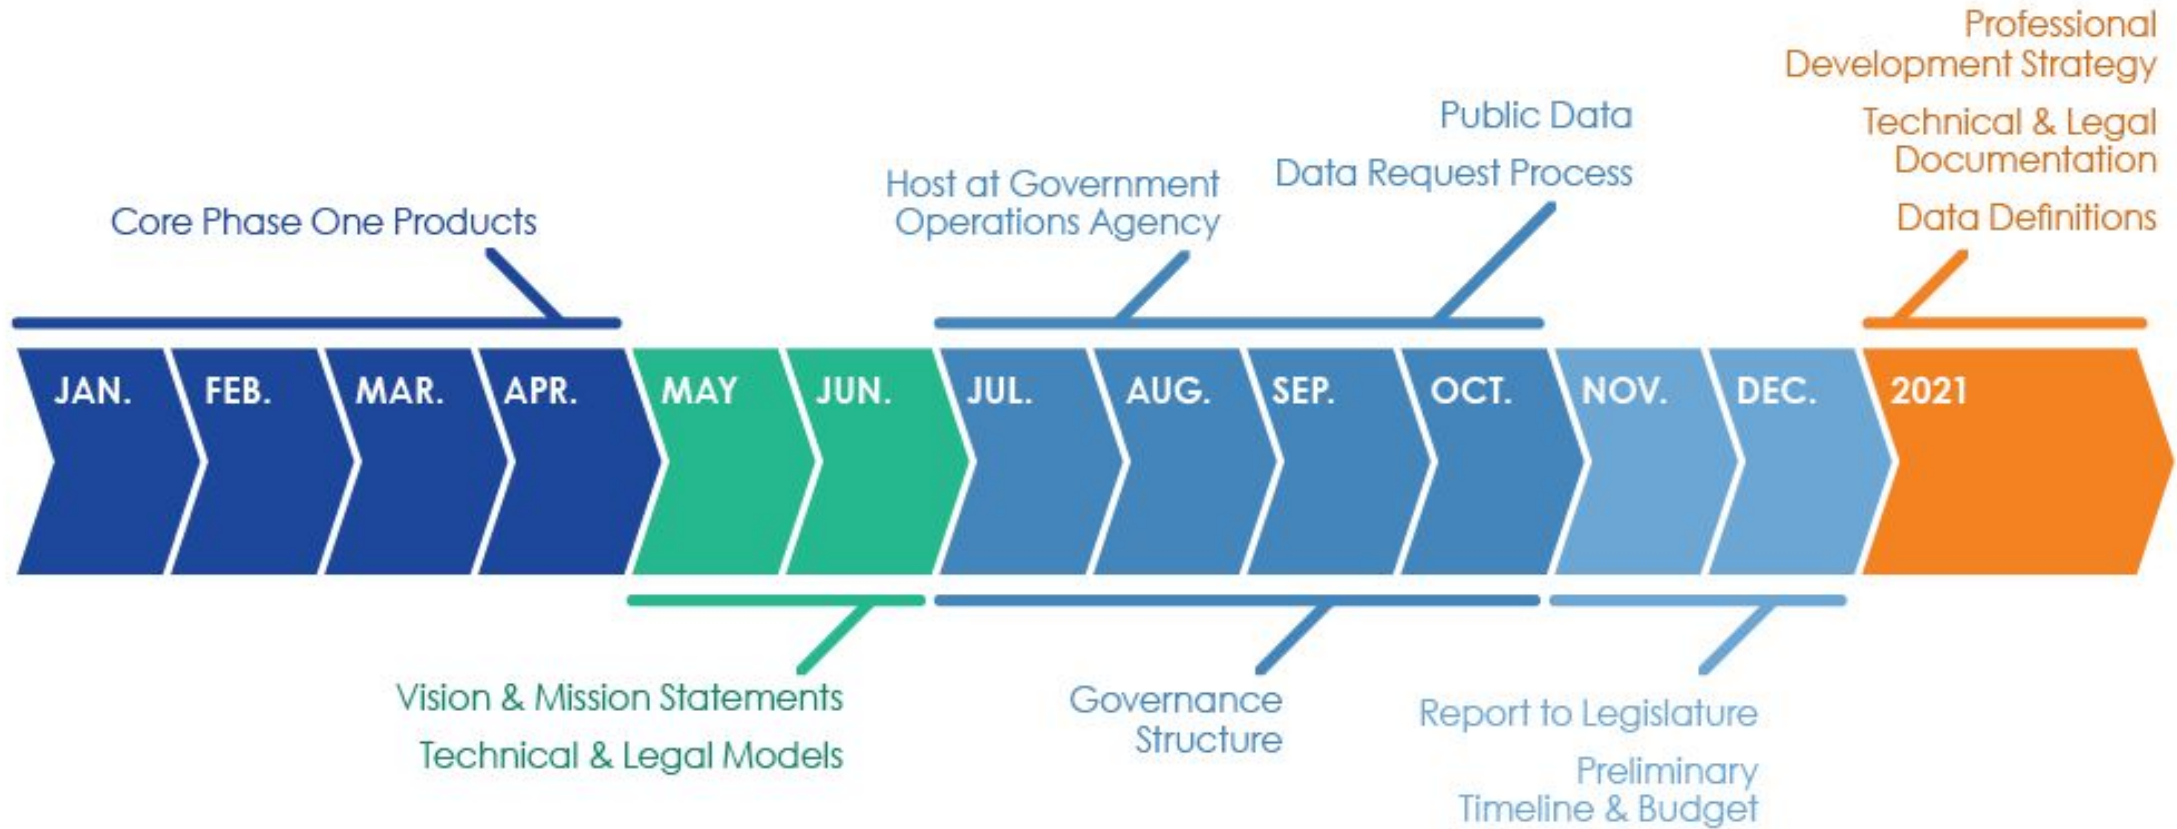 Professional
Development Strategy
Technical & Legal
Documentation
Data Definitions
Public Data
Data Request Process
Host at Government
Operations Agency
Core Phase One Products
JAN.
FEB.
MAR.
APR.
MAY
JUN.
JUL.
AUG.
SEP.
OCT.
NOV.
DEC.
2021
Vision & Mission Statements
Technical & Legal Models
Governance
Structure
Report to Legislature
Preliminary
Timeline & Budget